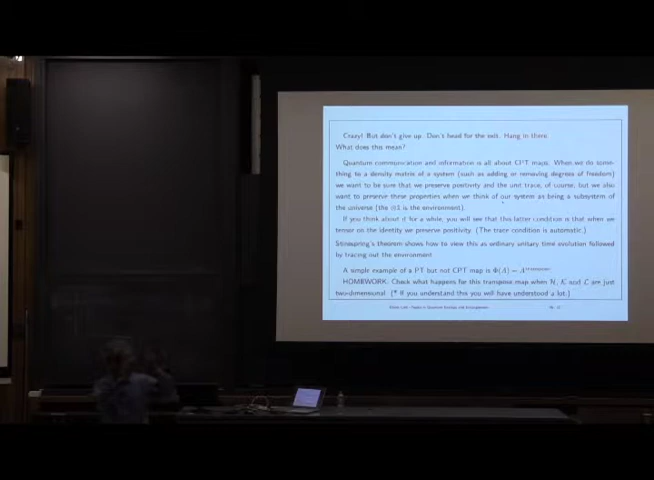 Crazy! But don't give up. Don't head for the exit. Hang in there
What does this mean?
Quantum communication and information is all about CPT maps. When we do some-
thing to a density matrix of a system (such as adding or removing degrees of freedom)
we want to be sure that we preserve positivity and the unit trace, of course, but we also
want to preserve these properties when we think of our system as being a subsystem of
the universe (the ⊗1 is the environment).
If you think about it for a while, you will see that this latter condition is that when we
tensor on the identity we preserve positivity. (The trace condition is automatic.)
Stinespring's theorem shows how to view this as ordinary unitary time evolution followed
by tracing out the environment
A simple example of a PT but not CPT map is Φ(A) = A
HOMEWORK: Check what happens for this transpose map when H, K and L are just
two-dimensional. (* If you understand this you will have understood a lot.)